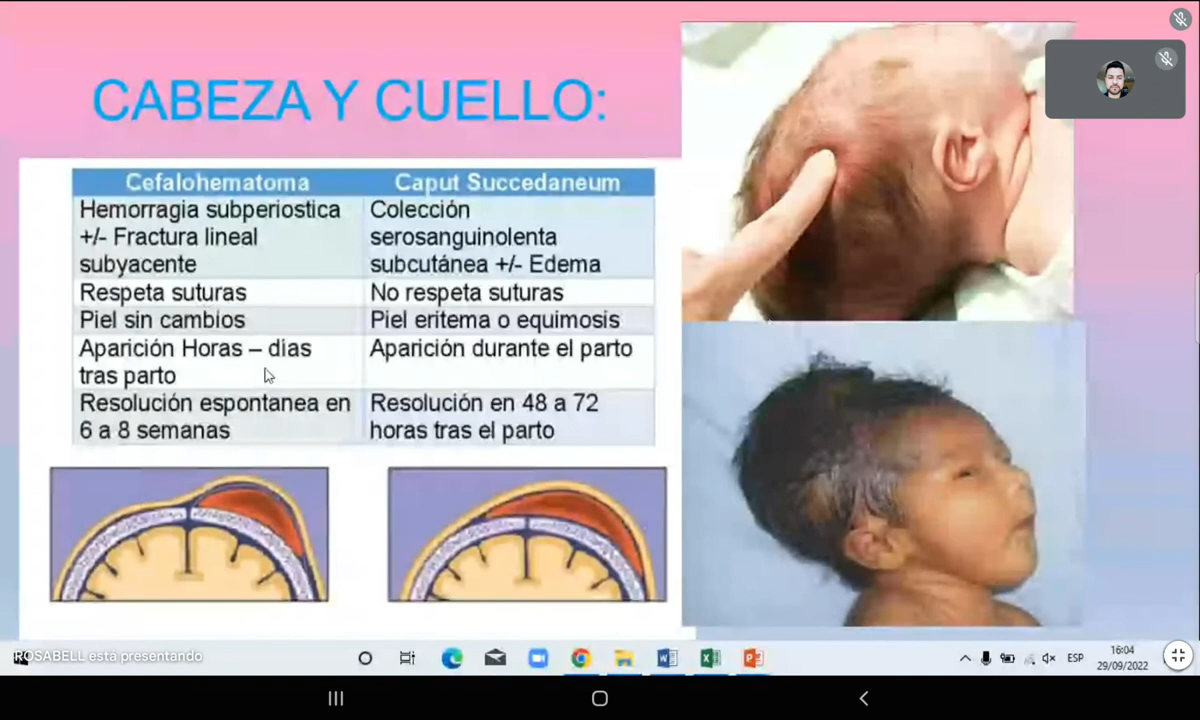 CABEZA Y CUELLO:
Cefalohematoma
Caput Succedaneum
Hemorragia subperiostica
+/- Fractura lineal
subyacente
Colección
serosanguinolenta
subcutánea +/- Edema
Respeta suturas
No respeta suturas
Piel sin cambios
Piel eritema o equimosis
Aparición Horas – días
tras parto
Aparición durante el parto
Resolución espontanea en
6 a 8 semanas
Resolución en 48 a 72
horas tras el parto
ROSABELL está presentando
ESP
16:04
29/09/2022